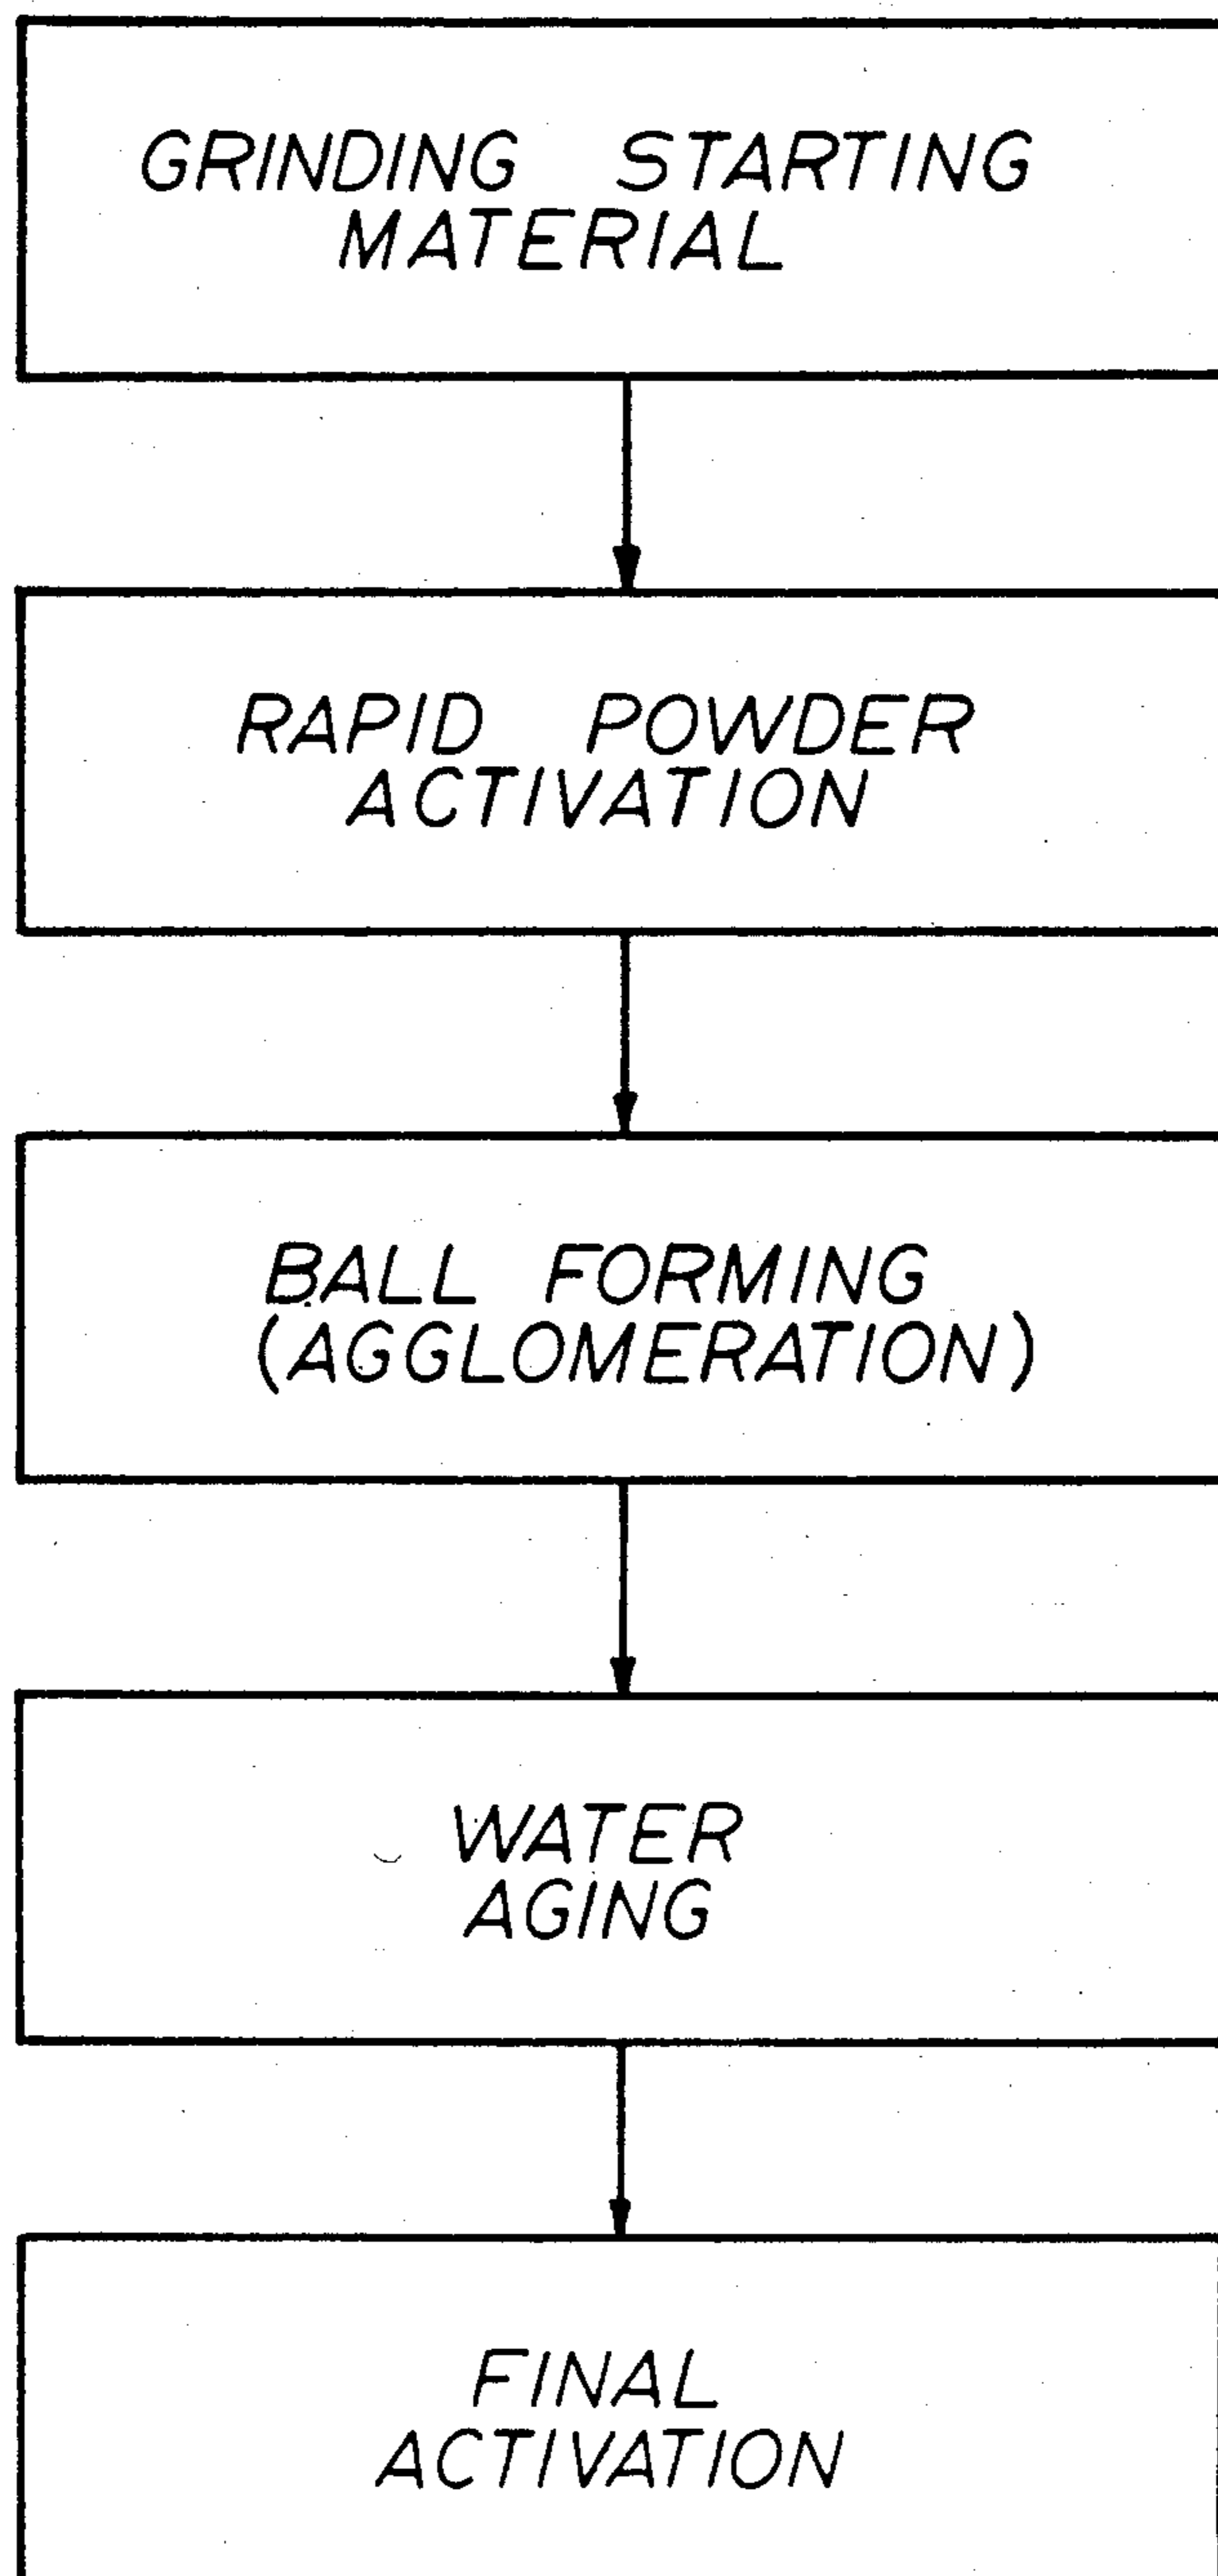 GRINDING STARTING
MATERIAL
RAPID POWDER
ACTIVATION
BALL FORMING
(AGGLOMERATION)
WATER
AGING
FINAL
ACTIVATION